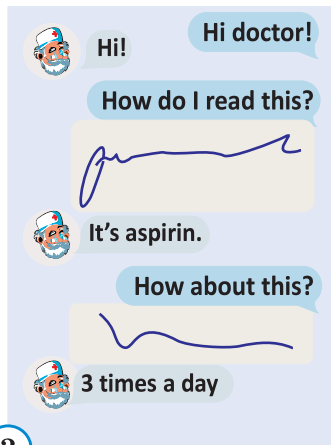 Hi doctor!
Hi!
How do I read this?
It's aspirin.
How about this?
3 times a day